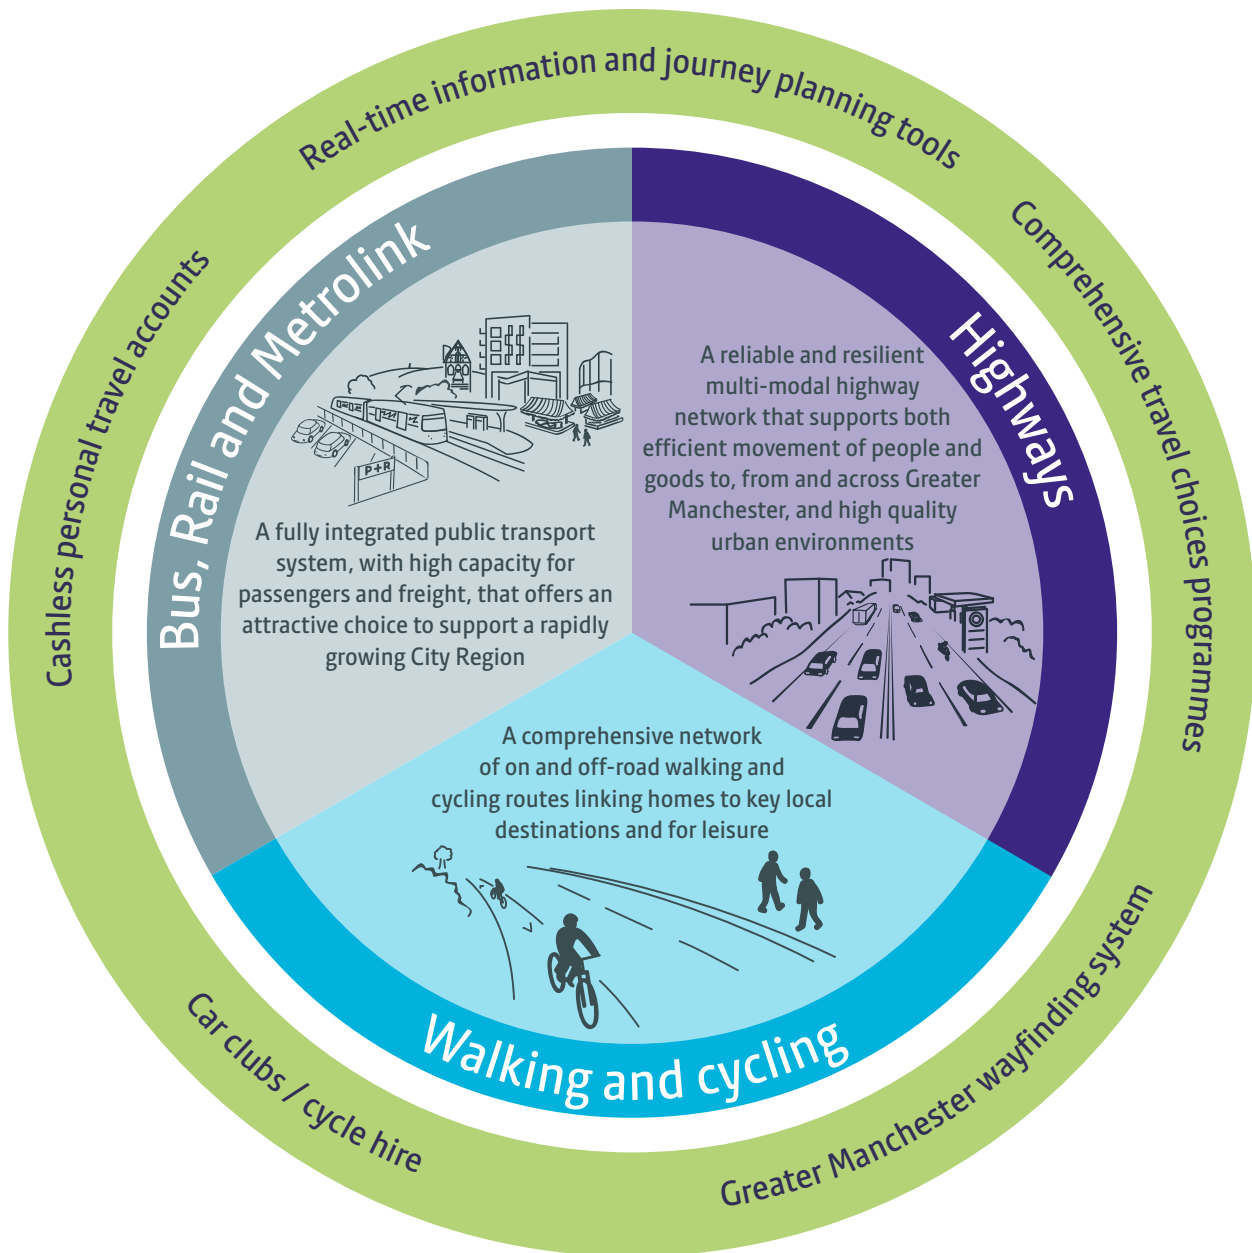 Real-time information and journey planning tools
Comprehensive travel choices programmes
Greater Manchester wayfinding system
Car clubs / cycle hire
Cashless personal travel accounts
Bus, Rail and Metrolink
P+R
A fully integrated public transport
system, with high capacity for
passengers and freight, that offers an
attractive choice to support a rapidly
growing City Region
Highways
A reliable and resilient
multi-modal highway
network that supports both
efficient movement of people and
goods to, from and across Greater
Manchester, and high quality
urban environments
A comprehensive network
of on and off-road walking and
cycling routes linking homes to key local
destinations and for leisure
Walking and cycling